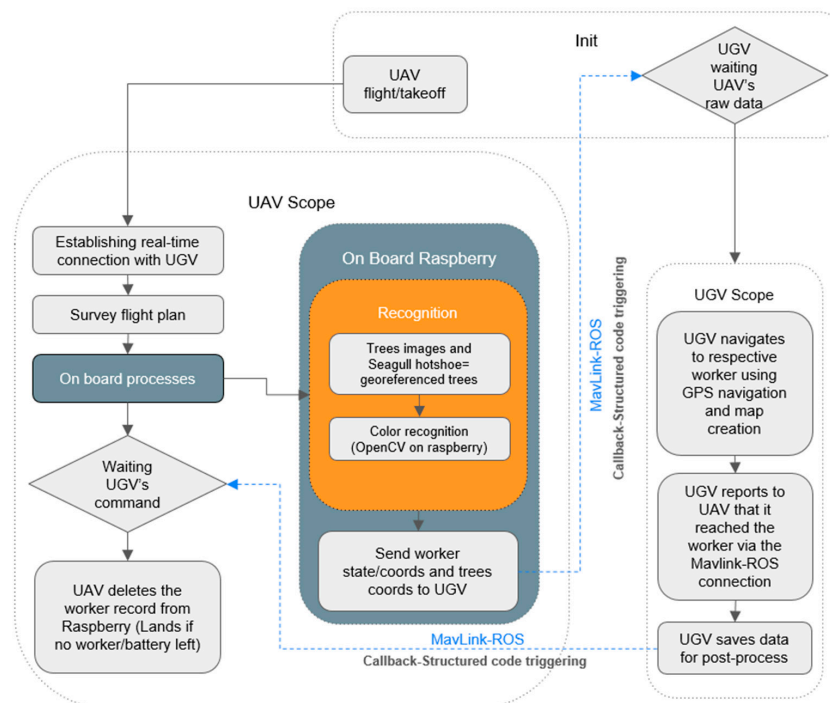 Init
UAV
flight/takeoff
UGV
waiting
UAV's
raw data
UAV Scope
Establishing real-time
connection with UGV
Survey flight plan
On board processes
Waiting
UGV's
command
UAV deletes the
worker record from
Raspberry (Lands if
no worker/battery left)
On Board Raspberry
Recognition
Trees images and
Seagull hotshoe=
georeferenced trees
Color recognition
(OpenCV on raspberry)
Send worker
state/coords and trees
coords to UGV
MavLink-ROS
Callback-Structured code triggering
MavLink-ROS
Callback-Structured code triggering
UGV Scope
UGV navigates
to respective
worker using
GPS navigation
and map
creation
UGV reports to
UAV that it
reached the
worker via the
Mavlink-ROS
connection
UGV saves data
for post-process